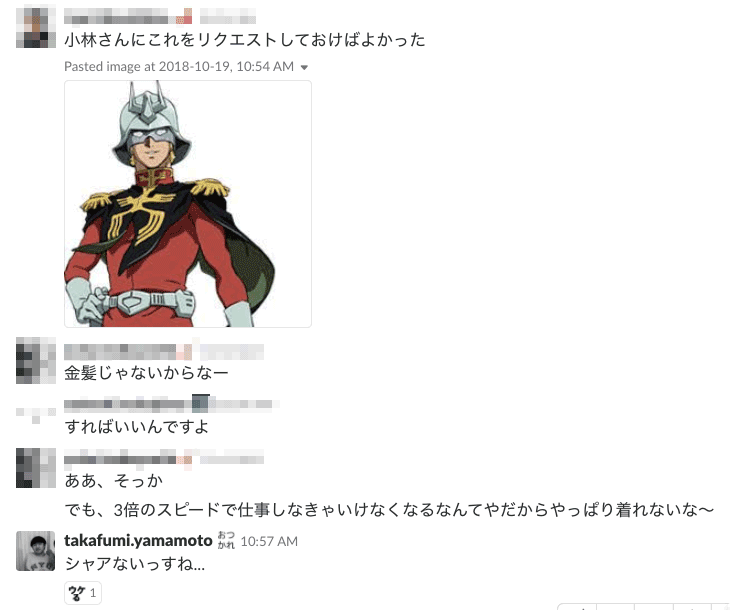 小林さんにこれをリクエストしておけばよかった
Pasted image at 2018-10-19, 10:54 AM
金髪じゃないからなー
すればいいんですよ
ああ、そっか
でも、3倍のスピードで仕事しなきゃいけなくなるなんてやだからやっぱり着れないな〜
takafumi.yamamoto おつかれ 10:57 AM
シャアないっすね...
ウケる 1